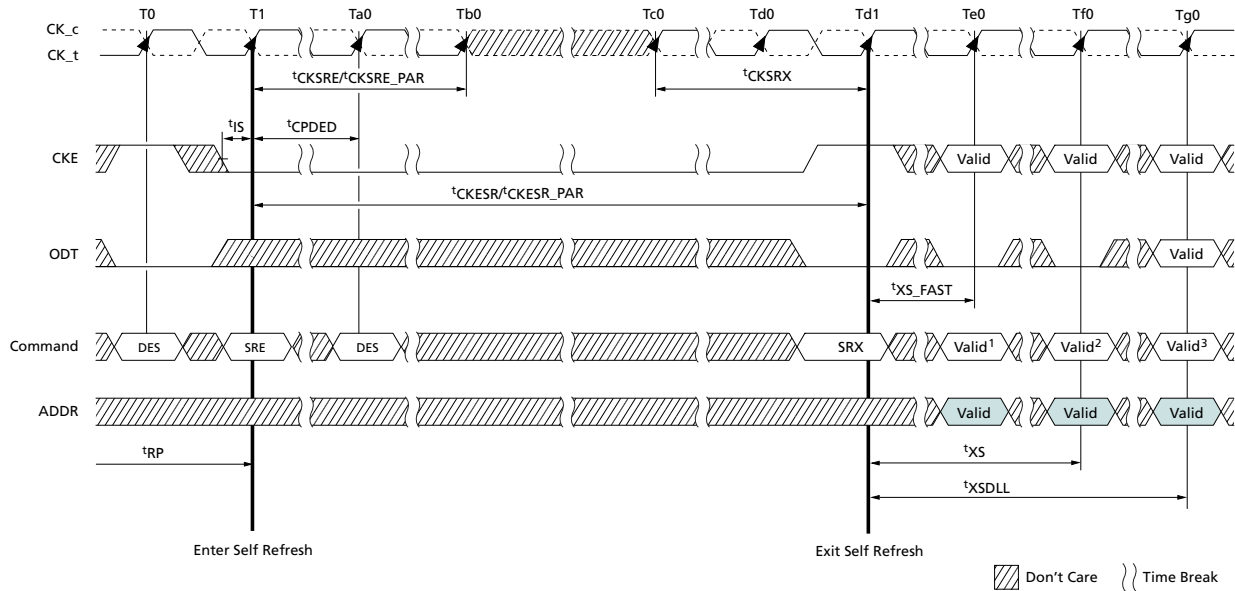 T0 T1 Ta0 Tb0 Tc0 Td0 Td1 Te0 Tf0 Tg0
CK_c
CK_t
tCKSRE/tCKSRE_PAR tCKSRX
tIS tCPDED
CKE Valid Valid Valid
tCKESR/tCKESR_PAR
ODT Valid
tXS_FAST
Command DES SRE DES SRX Valid1 Valid2 Valid3
ADDR Valid Valid Valid
tRP tXS
tXSDLL
Enter Self Refresh Exit Self Refresh
Don't Care Time Break